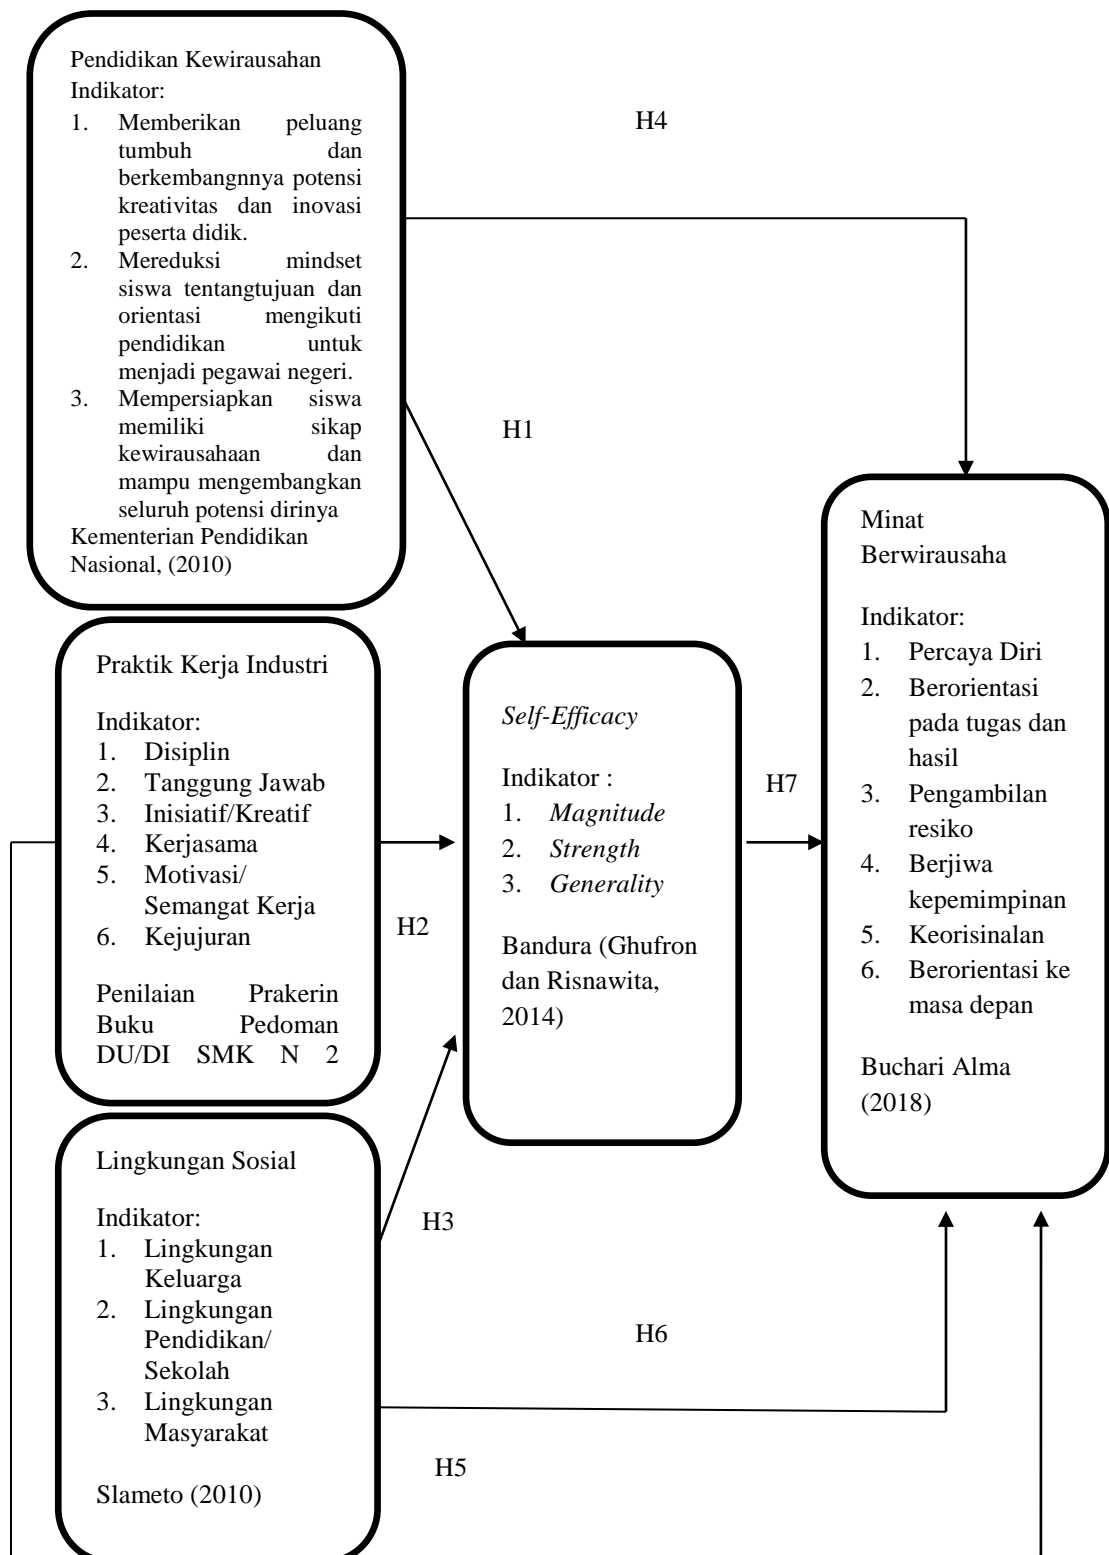 Pendidikan Kewirausahan
Indikator:
1. Memberikan peluang
tumbuh dan
berkembangnnya potensi
kreativitas dan inovasi
peserta didik.
2. Mereduksi mindset
siswa tentangtujuan dan
orientasi mengikuti
pendidikan untuk
menjadi pegawai negeri.
3. Mempersiapkan siswa
memiliki sikap
kewirausahaan dan
mampu mengembangkan
seluruh potensi dirinya
Kementerian Pendidikan
Nasional, (2010)
H4
H1
Praktik Kerja Industri
Indikator:
1. Disiplin
2. Tanggung Jawab
3. Inisiatif/Kreatif
4. Kerjasama
5. Motivasi/
Semangat Kerja
6. Kejujuran
Penilaian Prakerin
Buku Pedoman
DU/DI SMK N 2
H2
Self-Efficacy
Indikator :
1. Magnitude
2. Strength
3. Generality
Bandura (Ghufron
dan Risnawita,
2014)
H7
Minat
Berwirausaha
Indikator:
1. Percaya Diri
2. Berorientasi
pada tugas dan
hasil
3. Pengambilan
resiko
4. Berjiwa
kepemimpinan
5. Keorisinalan
6. Berorientasi ke
masa depan
Buchari Alma
(2018)
Lingkungan Sosial
Indikator:
1. Lingkungan
Keluarga
2. Lingkungan
Pendidikan/
Sekolah
3. Lingkungan
Masyarakat
Slameto (2010)
H3
H6
H5